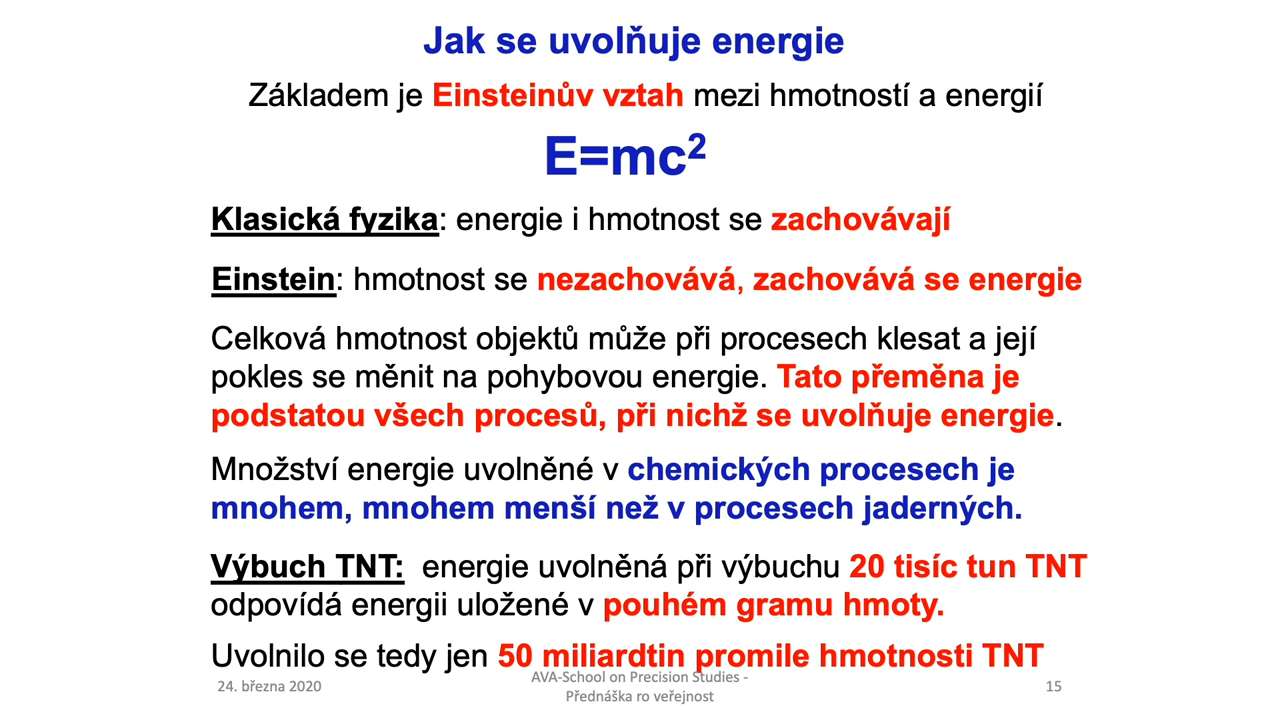 Jak se uvolňuje energie
Základem je Einsteinův vztah mezi hmotností a energií
E=mc²
Klasická fyzika: energie i hmotnost se zachovávají
Einstein: hmotnost se nezachovává, zachovává se energie
Celková hmotnost objektů může při procesech klesat a její
pokles se měnit na pohybovou energie. Tato přeměna je
podstatou všech procesů, při nichž se uvolňuje energie.
Množství energie uvolněné v chemických procesech je
mnohem, mnohem menší než v procesech jaderných.
Výbuch TNT: energie uvolněná při výbuchu 20 tisíc tun TNT
odpovídá energii uložené v pouhém gramu hmoty.
Uvolnilo se tedy jen 50 miliardtin promile hmotnosti TNT
24. března 2020
AVA-School on Precision Studies -
Přednáška ro veřejnost
15